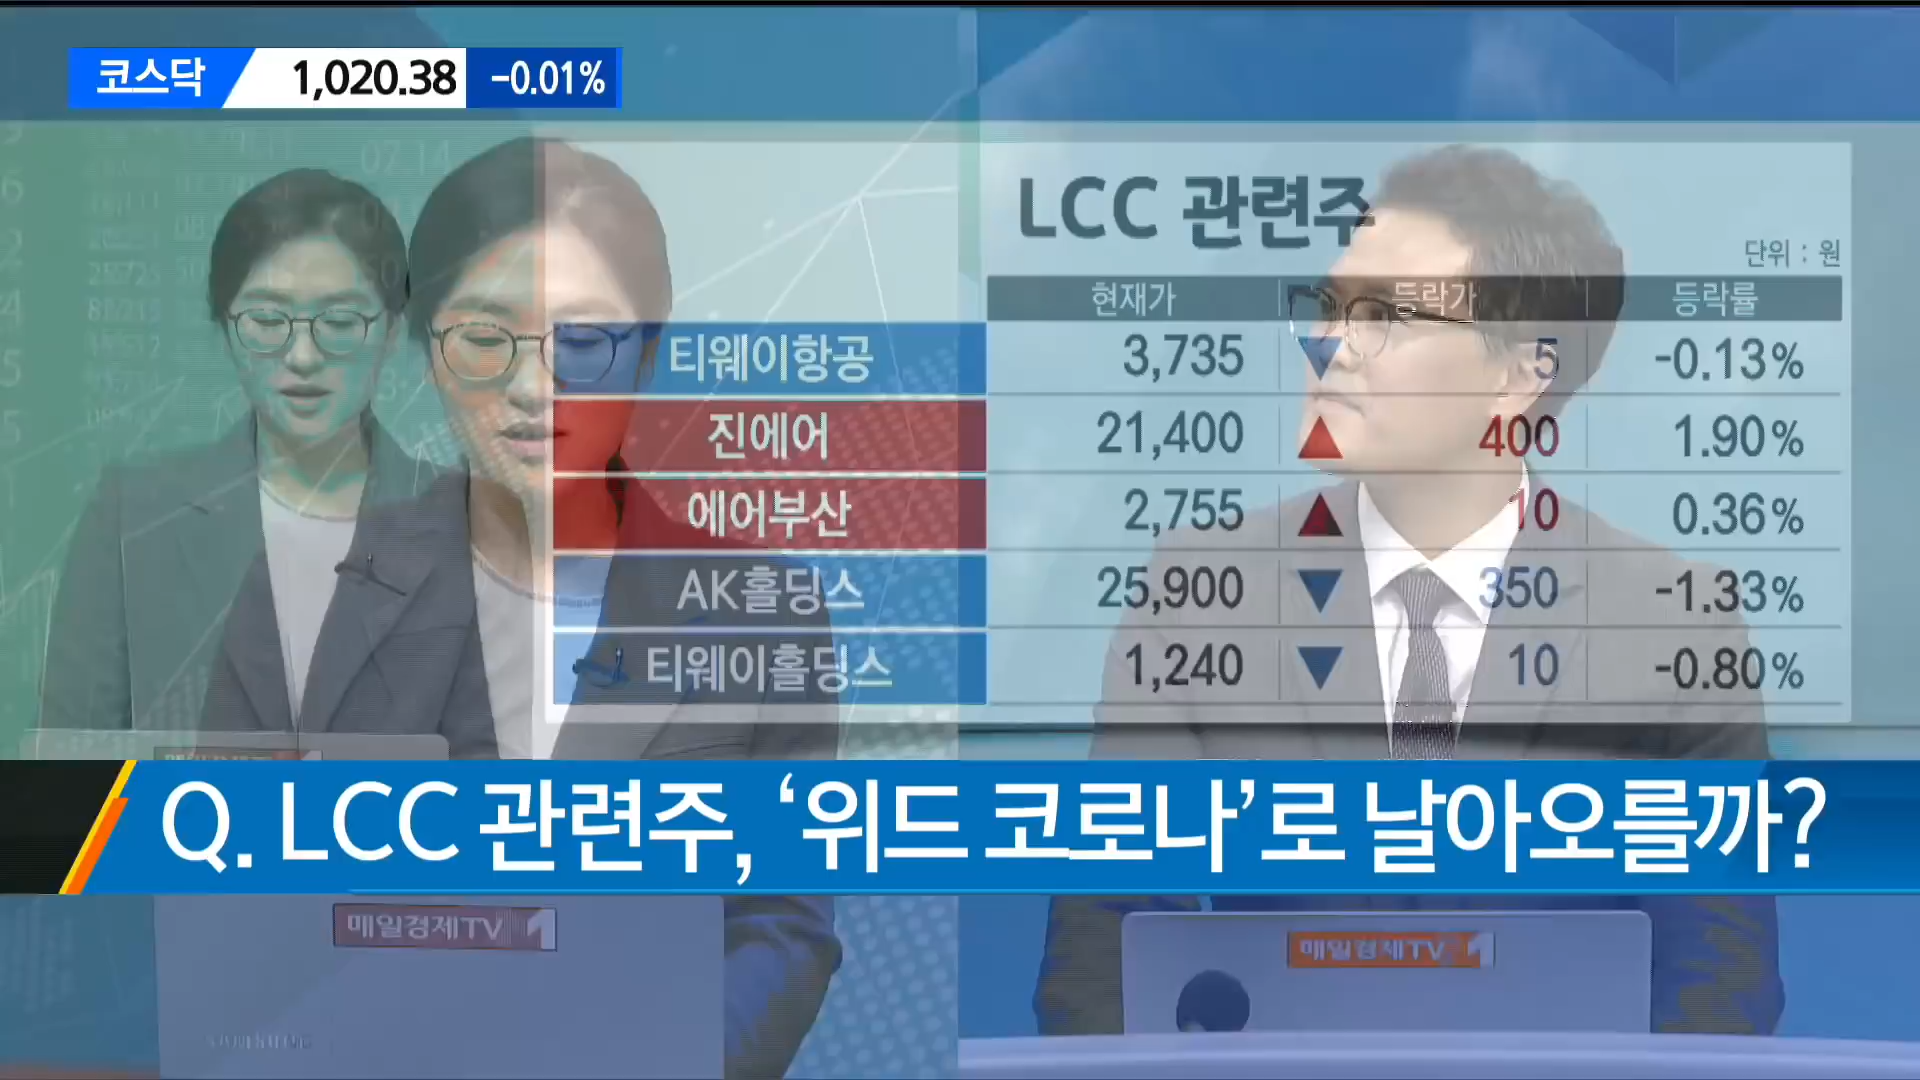 코스닥 1,020.38 -0.01%
LCC 관련주
단위 : 원
현재가 등락가 등락률
티웨이항공 3,735 ▼ 5 -0.13%
진에어 21,400 ▲ 400 1.90%
에어부산 2,755 ▲ 10 0.36%
AK홀딩스 25,900 ▼ 350 -1.33%
티웨이홀딩스 1,240 ▼ 10 -0.80%
Q. LCC 관련주, ‘위드 코로나’로 날아오를까?
매일경제TV 매일경제TV